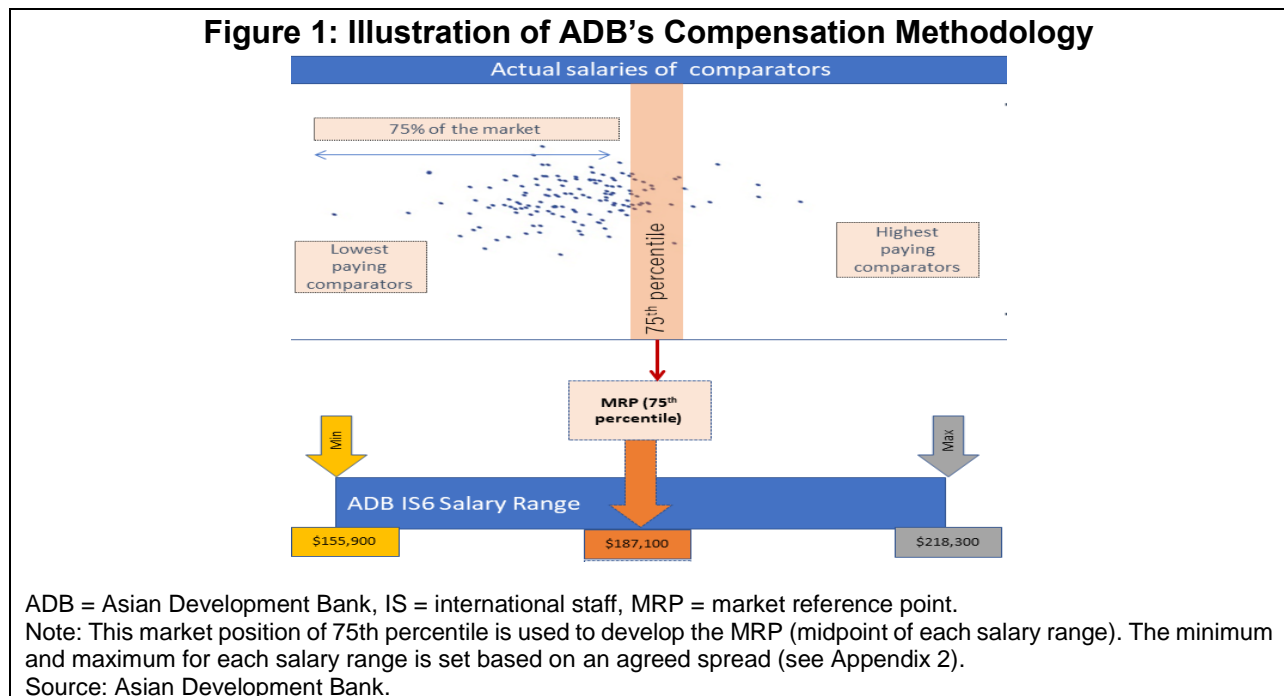 Figure 1: Illustration of ADB's Compensation Methodology
Actual salaries of comparators
75% of the market
Lowest
paying
comparators
Highest
paying
comparators
75th percentile
MRP (75th
percentile)
Min
Max
ADB IS6 Salary Range
$155,900
$187,100
$218,300
ADB = Asian Development Bank, IS = international staff, MRP = market reference point.
Note: This market position of 75th percentile is used to develop the MRP (midpoint of each salary range). The minimum
and maximum for each salary range is set based on an agreed spread (see Appendix 2).
Source: Asian Development Bank.